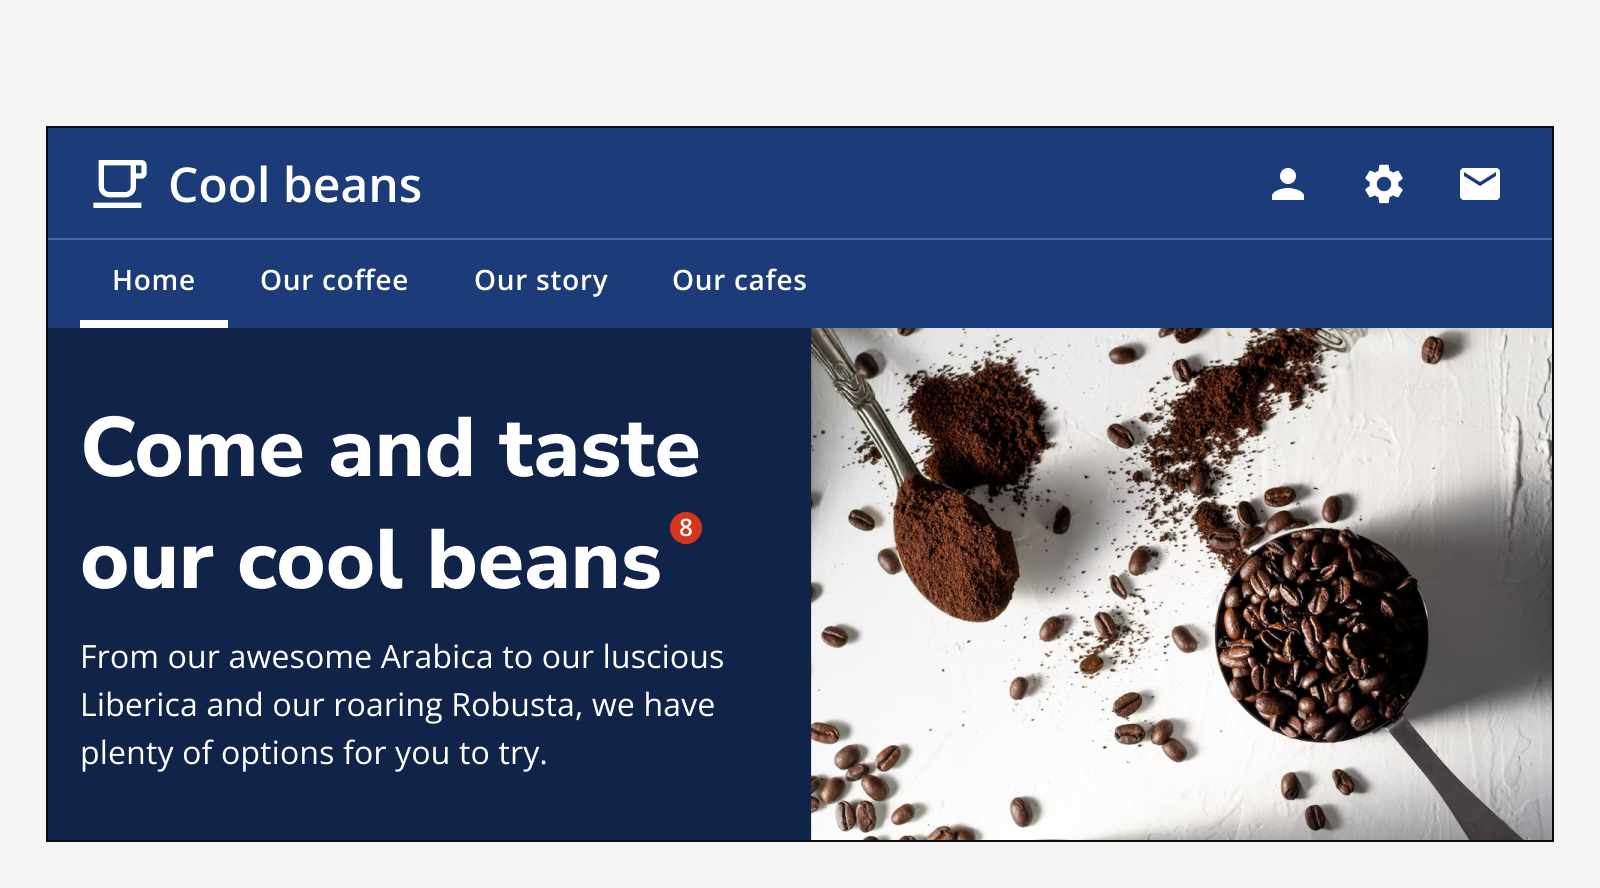 Cool beans
Home Our coffee Our story Our cafes
Come and taste
our cool beans 8
From our awesome Arabica to our luscious
Liberica and our roaring Robusta, we have
plenty of options for you to try.